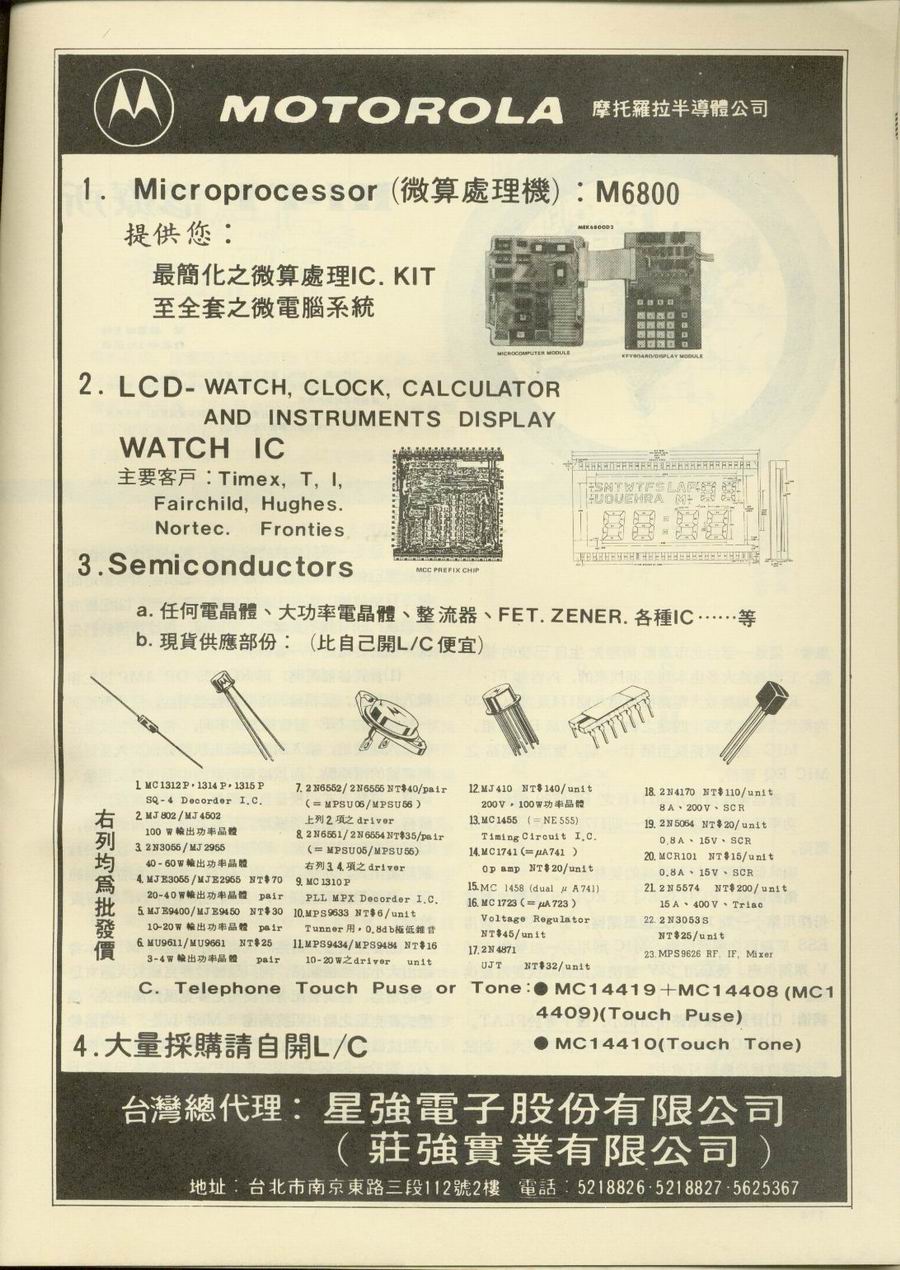 MOTOROLA 摩托羅拉半導體公司
1. Microprocessor (微算處理機)：M6800
提供您：
最簡化之微算處理IC. KIT
至全套之微電腦系統
MEK6800D2
MICROCOMPUTER MODULE
KEYBOARD/DISPLAY MODULE
2. LCD- WATCH, CLOCK, CALCULATOR
AND INSTRUMENTS DISPLAY
WATCH IC
主要客戶：Timex, T, I,
Fairchild, Hughes.
Nortec. Fronties
MCC PREFIX CHIP
SMTWTFS LAP
UOUEHRA M
88:88
3.Semiconductors
a. 任何電晶體、大功率電晶體、整流器、FET. ZENER. 各種IC……等
b. 現貨供應部份：（比自己開L/C便宜）
右列均為批發價
1. MC1312P，1314P，1315P
SQ-4 Decorder I.C.
2. MJ802/MJ4502
100 W輸出功率晶體
3. 2N3055/MJ2955
40-60W輸出功率晶體
4. MJE3055/MJE2955 NT$70
20-40W輸出功率晶體 pair
5. MJE9400/MJE9450 NT$30
10-20W輸出功率晶體 pair
6. MU9611/MU9661 NT$25
3-4W輸出功率晶體 pair
7. 2N6552/2N6555 NT$40/pair
(=MPSU06/MPSU56)
上列2.項之driver
8. 2N6551/2N6554 NT$35/pair
(=MPSU05/MPSU55)
右列3.4.項之driver
9. MC1310P
PLL MPX Decorder I.C.
10.MPS9633 NT$6/unit
Tunner用，0.8db極低雜音
11.MPS9434/MPS9484 NT$16
10-20W之driver unit
12.MJ410 NT$140/unit
200V，100W功率晶體
13.MC1455 (=NE555)
Timing Circuit I.C.
14.MC1741(=μA741 )
Op amp NT$20/unit
15.MC 1458 (dual μ A741)
16.MC1723(=μA723)
Voltage Regulator
NT$45/unit
17.2N4871
UJT NT$32/unit
18. 2N4170 NT$110/unit
8A、200V、SCR
19. 2N5064 NT$20/unit
0.8A、15V、SCR
20. MCR101 NT$15/unit
0.8A、15V、SCR
21. 2N5574 NT$200/unit
15A、400V、Triac
22. 2N3053S
NT$25/unit
23.MPS9626 RF, IF, Mixer
C. Telephone Touch Puse or Tone:● MC14419＋MC14408(MC1
4409)(Touch Puse)
● MC14410(Touch Tone)
4.大量採購請自開L/C
台灣總代理：星強電子股份有限公司
（莊強實業有限公司）
地址：台北市南京東路三段112號2樓 電話：5218826·5218827·5625367